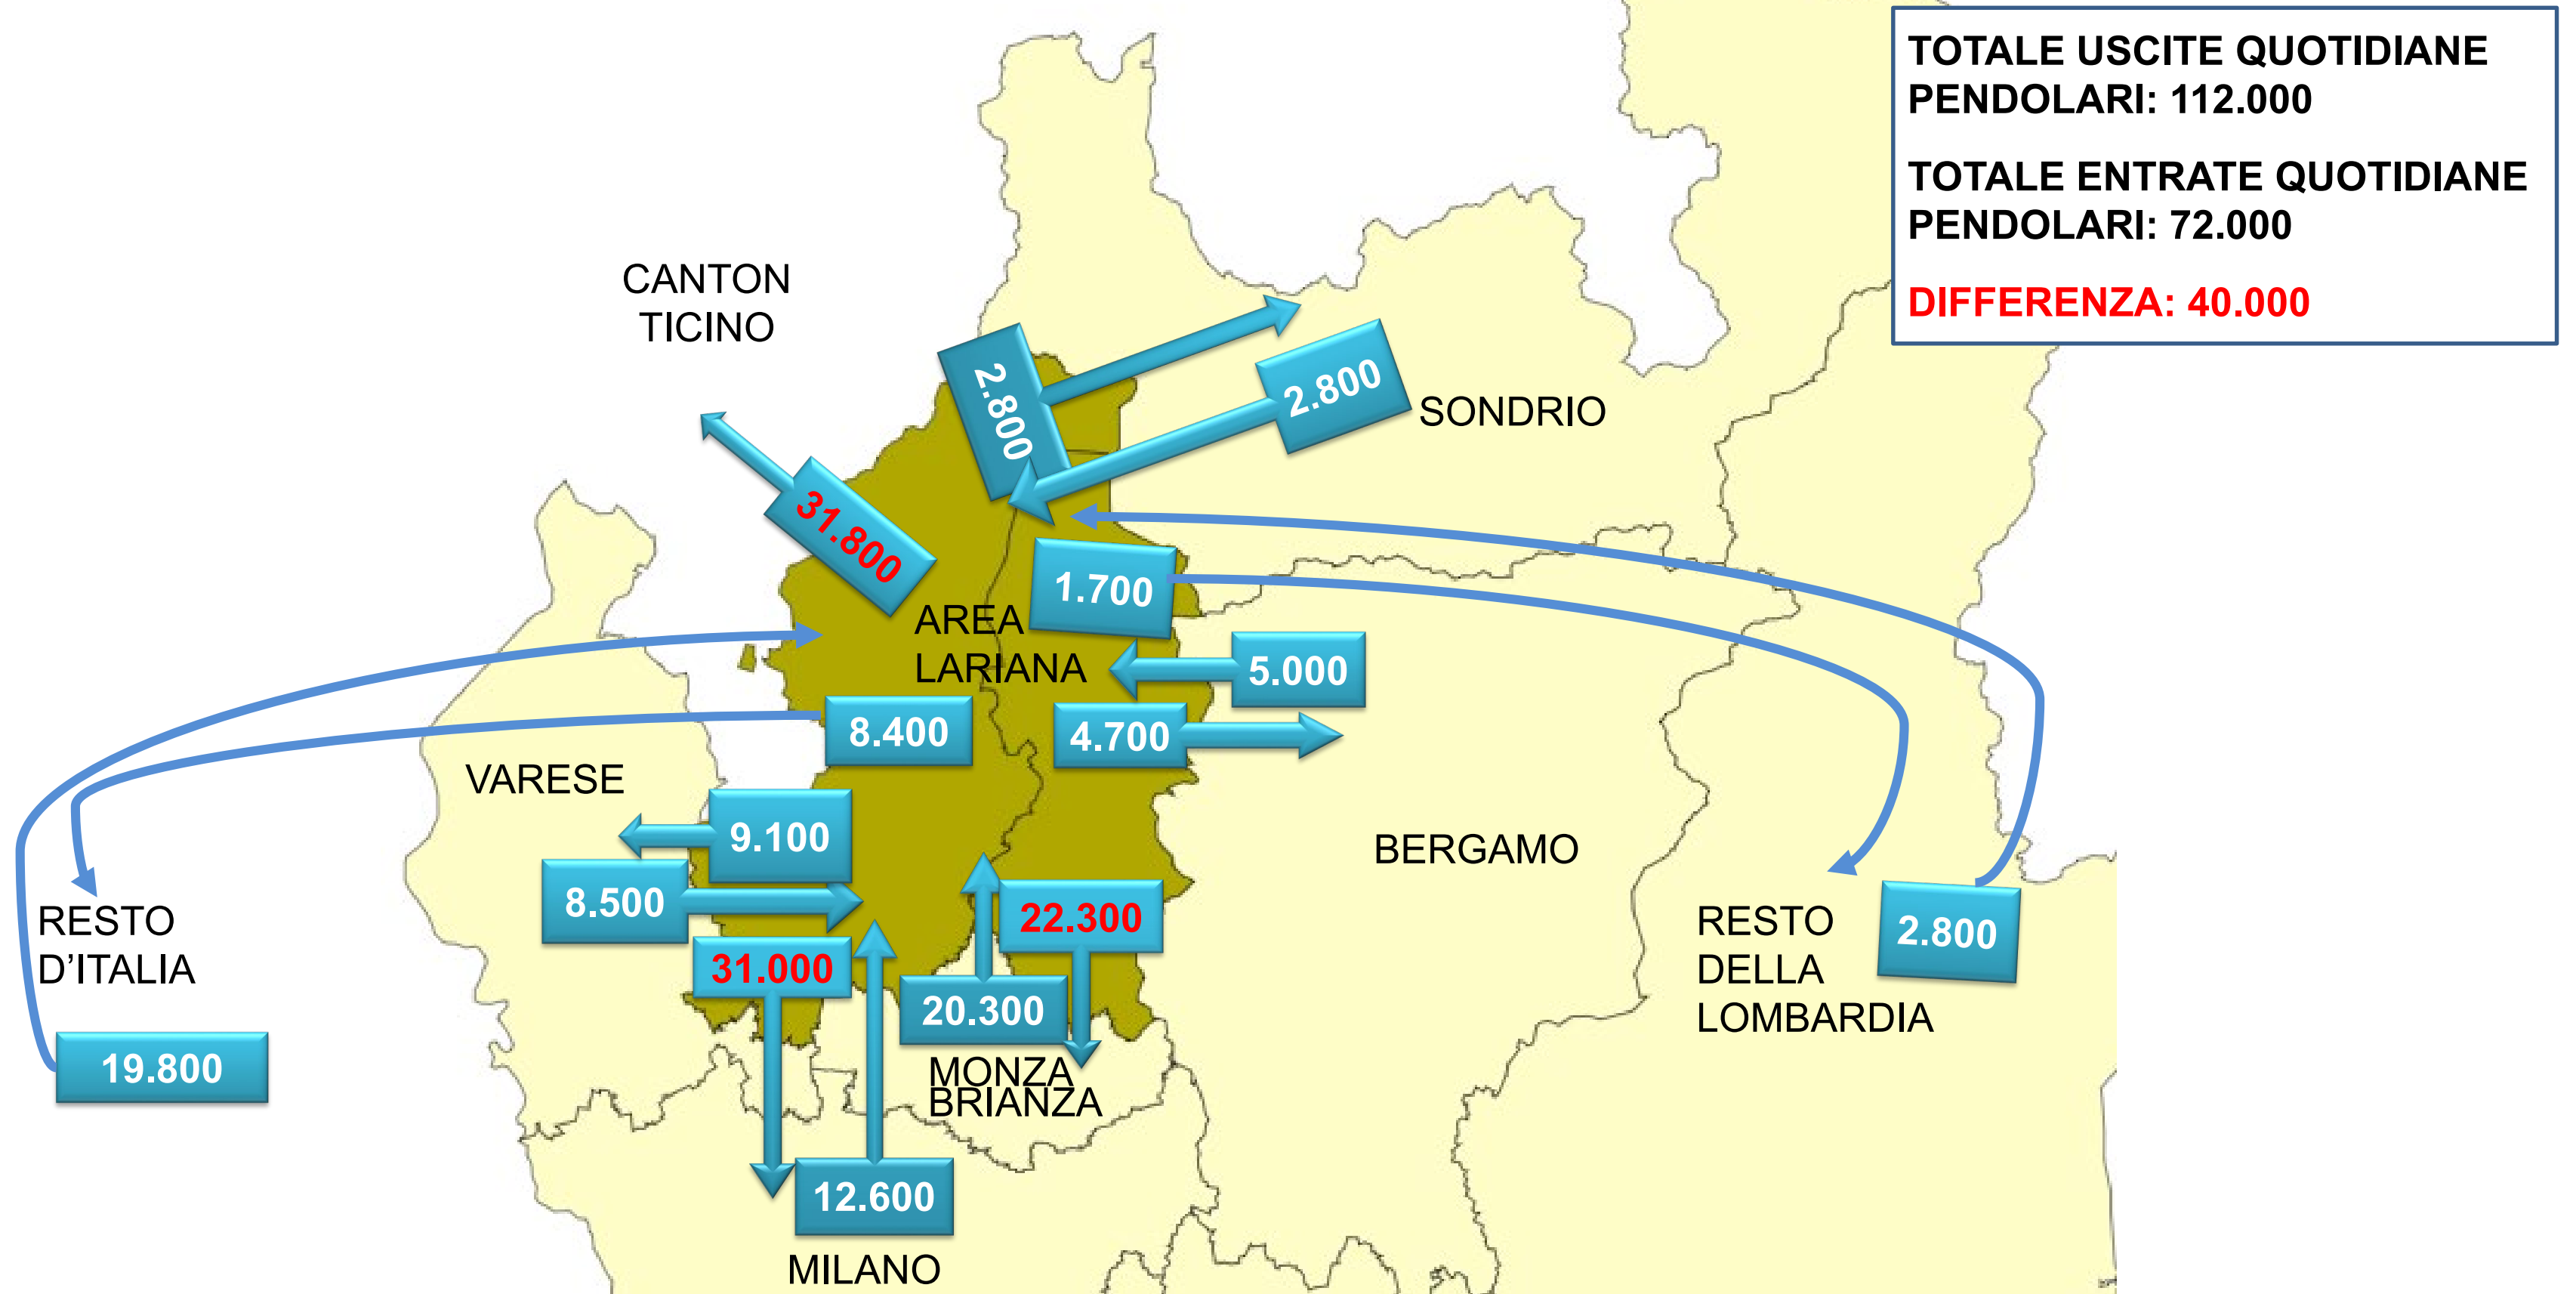 TOTALE USCITE QUOTIDIANE
PENDOLARI: 112.000
TOTALE ENTRATE QUOTIDIANE
PENDOLARI: 72.000
DIFFERENZA: 40.000
CANTON
TICINO
2.800
2.800
SONDRIO
31.800
1.700
AREA
LARIANA
5.000
8.400
4.700
VARESE
9.100
BERGAMO
8.500
22.300
RESTO
D'ITALIA
RESTO
DELLA
LOMBARDIA
2.800
31.000
20.300
19.800
MONZA
BRIANZA
12.600
MILANO